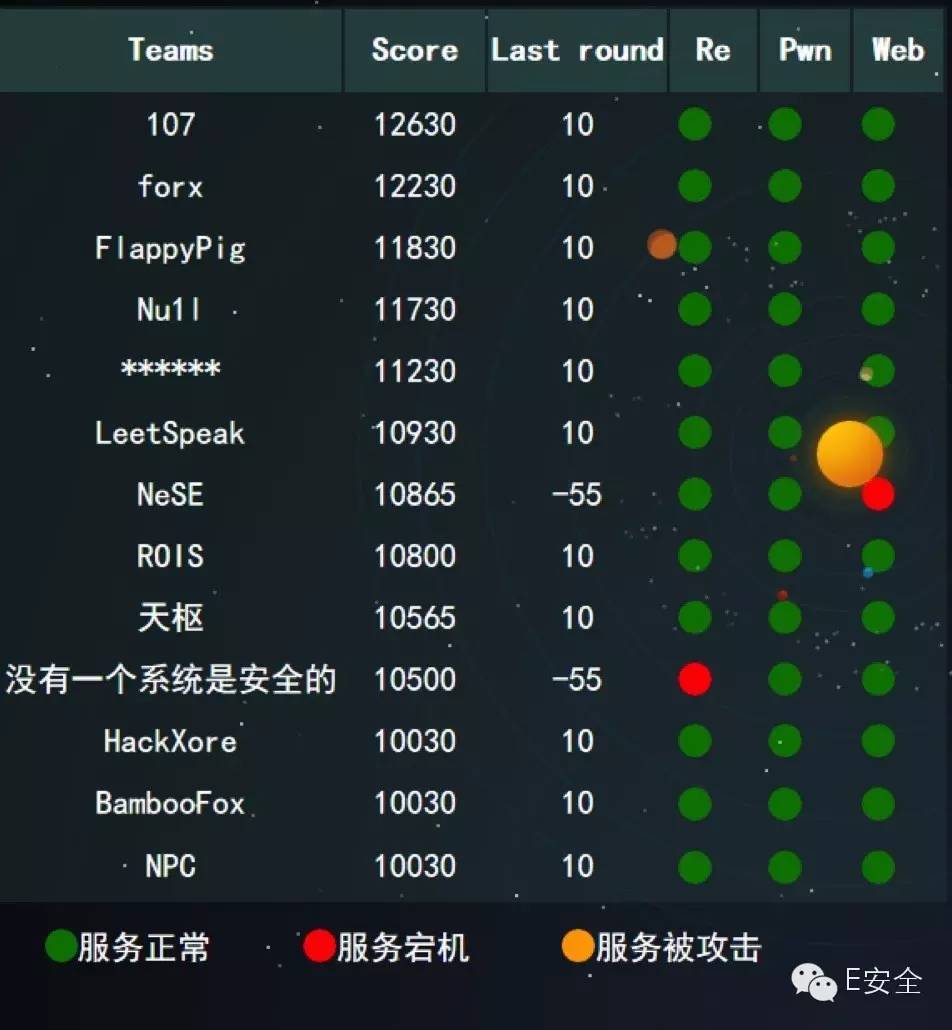 Teams Score Last round Re Pwn Web
107 12630 10
forx 12230 10
FlappyPig 11830 10
Nu1l 11730 10
****** 11230 10
LeetSpeak 10930 10
NeSE 10865 -55
ROIS 10800 10
天枢 10565 10
没有一个系统是安全的 10500 -55
HackXore 10030 10
BambooFox 10030 10
NPC 10030 10
服务正常 服务宕机 服务被攻击
E安全